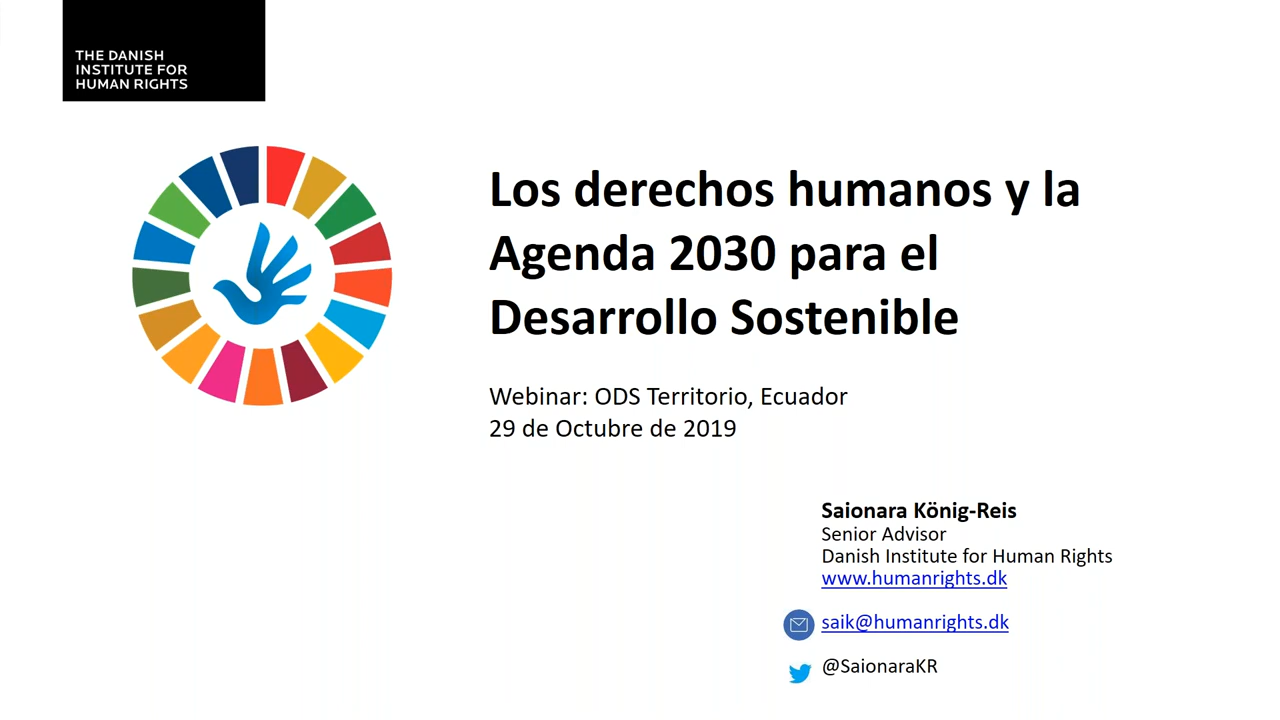 THE DANISH
INSTITUTE FOR
HUMAN RIGHTS
Los derechos humanos y la
Agenda 2030 para el
Desarrollo Sostenible
Webinar: ODS Territorio, Ecuador
29 de Octubre de 2019
Saionara König-Reis
Senior Advisor
Danish Institute for Human Rights
www.humanrights.dk
saik@humanrights.dk
@SaionaraKR